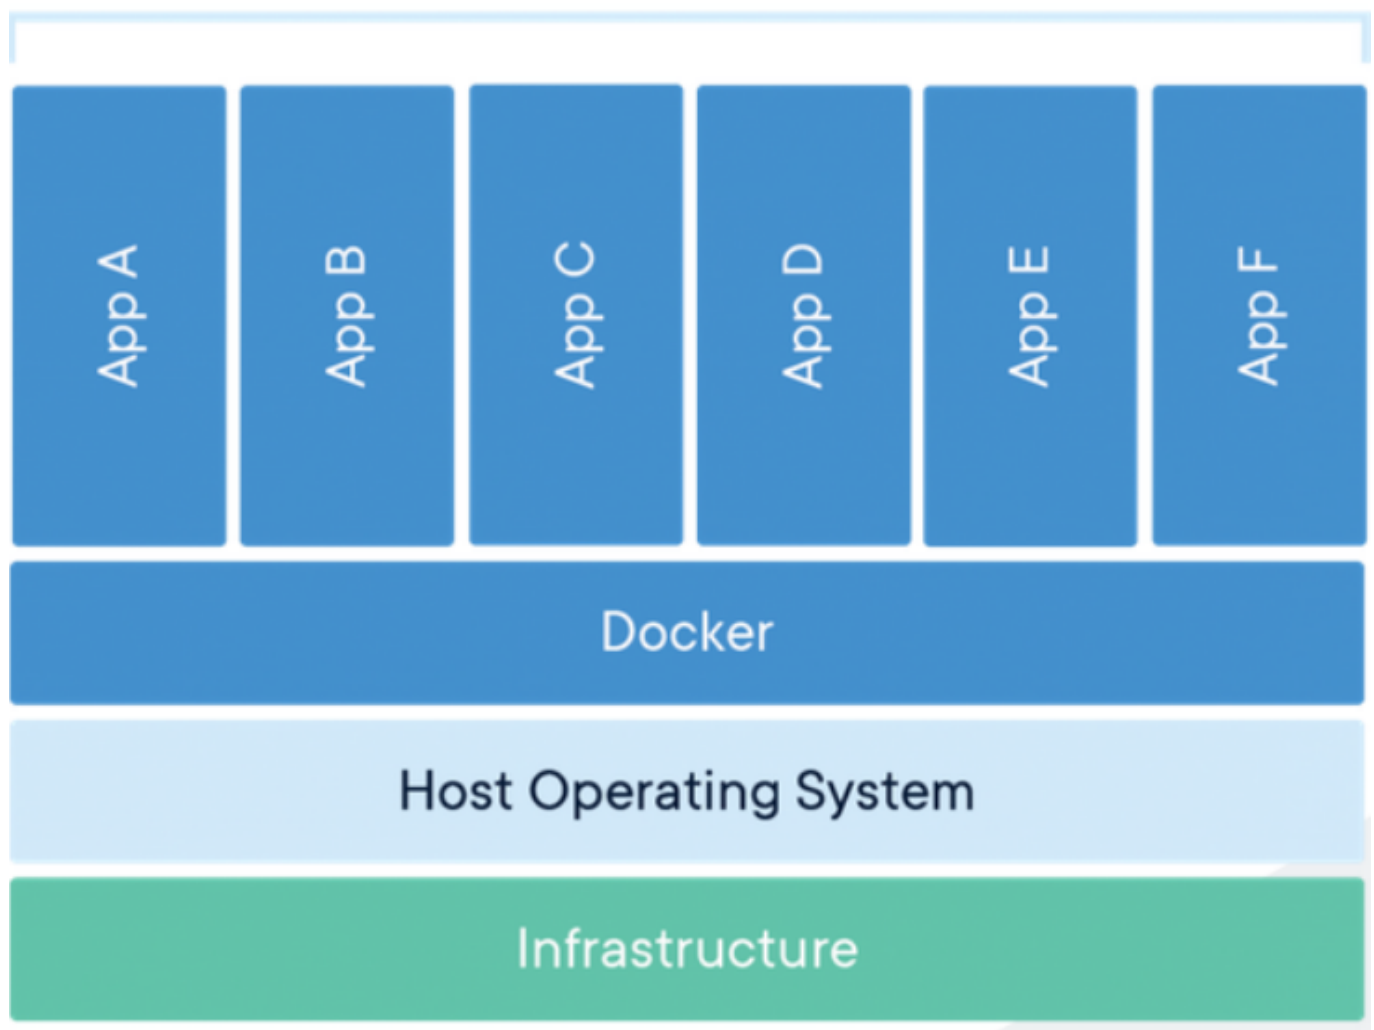 App A
App B
App C
App D
App E
App F
Docker
Host Operating System
Infrastructure